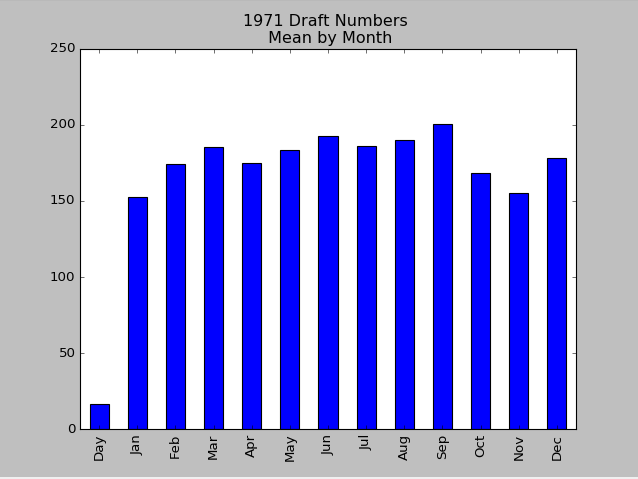 1971 Draft Numbers
Mean by Month
250
200
150
100
50
0
Day
Jan
Feb
Mar
Apr
May
Jun
Jul
Aug
Sep
Oct
Nov
Dec